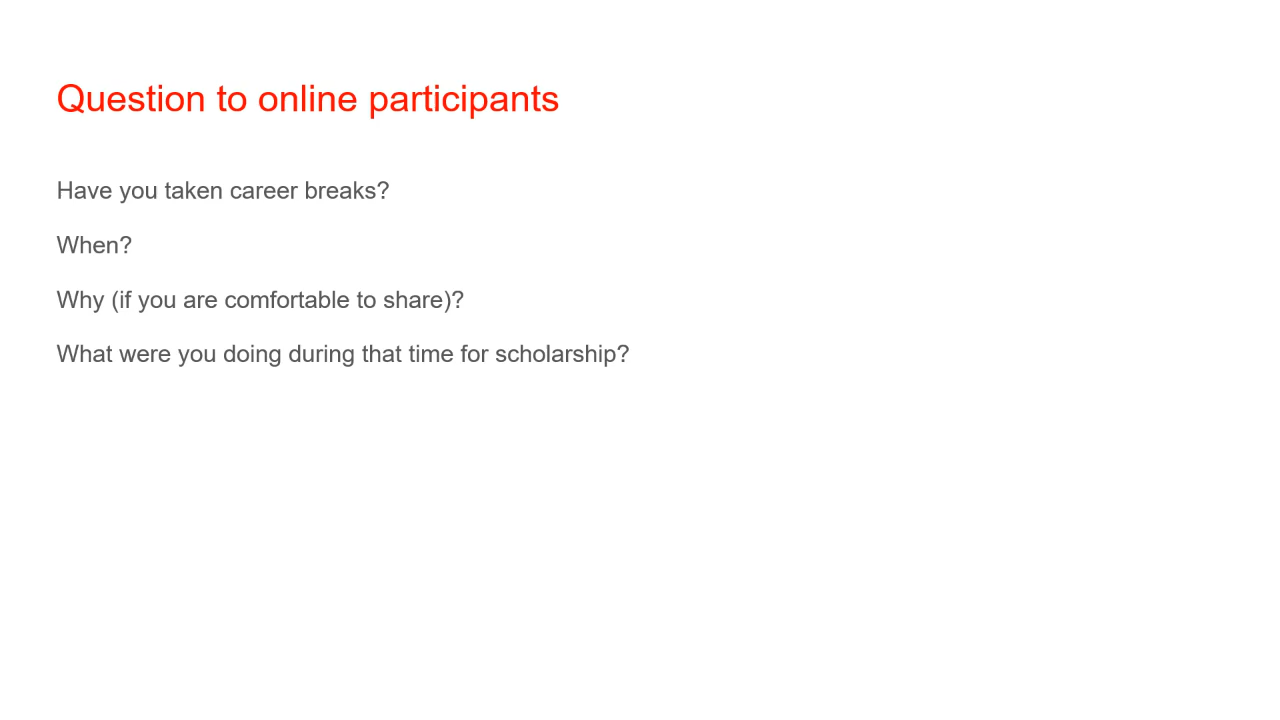 Question to online participants
Have you taken career breaks?
When?
Why (if you are comfortable to share)?
What were you doing during that time for scholarship?